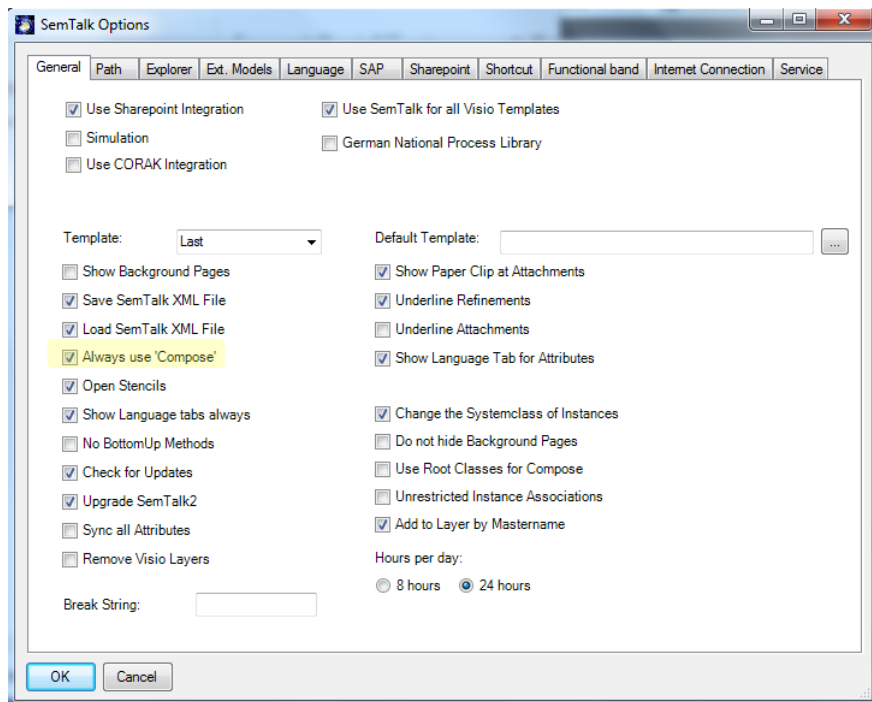 SemTalk Options
General Path Explorer Ext. Models Language SAP Sharepoint Shortcut Functional band Internet Connection Service
Use Sharepoint Integration Use SemTalk for all Visio Templates
Simulation German National Process Library
Use CORAK Integration
Template: Last Default Template: ...
Show Background Pages Show Paper Clip at Attachments
Save SemTalk XML File Underline Refinements
Load SemTalk XML File Underline Attachments
Always use 'Compose' Show Language Tab for Attributes
Open Stencils
Show Language tabs always Change the Systemclass of Instances
No BottomUp Methods Do not hide Background Pages
Check for Updates Use Root Classes for Compose
Upgrade SemTalk2 Unrestricted Instance Associations
Sync all Attributes Add to Layer by Mastername
Remove Visio Layers Hours per day:
8 hours 24 hours
Break String:
OK Cancel